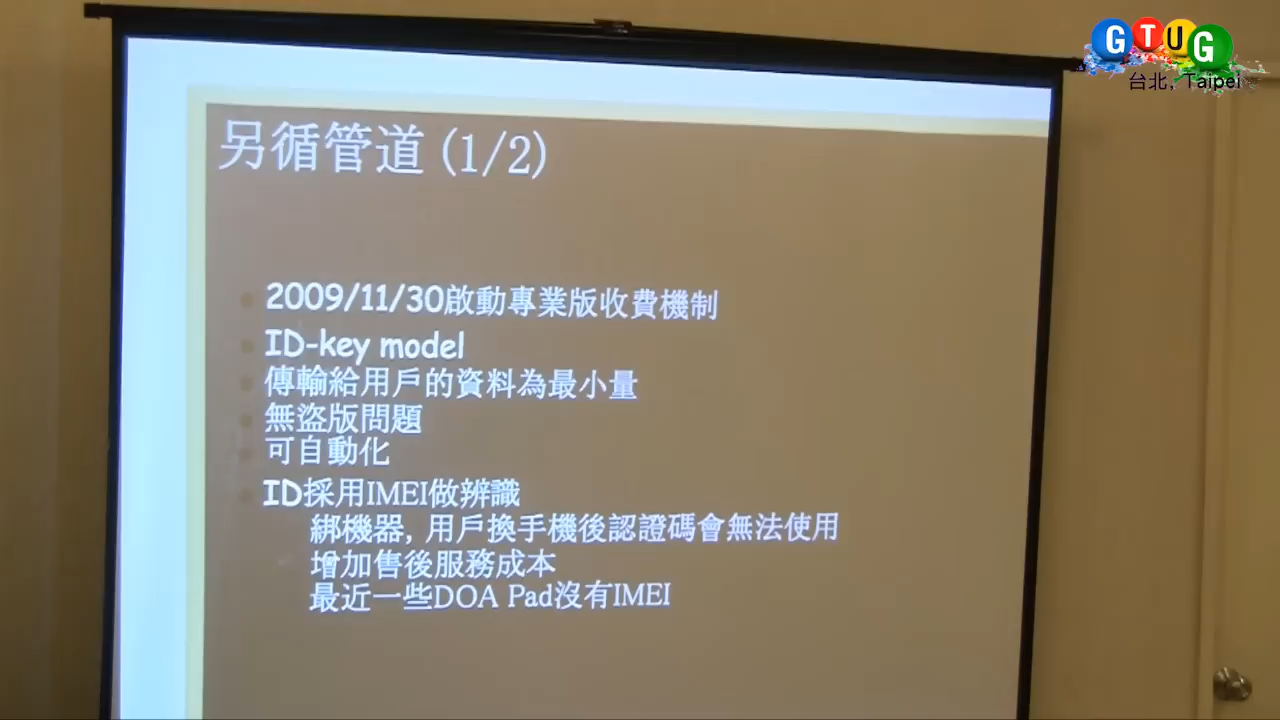 GTUG
台北, Taipei
另循管道 (1/2)
2009/11/30啟動專業版收費機制
ID-key model
傳輸給用戶的資料為最小量
無盜版問題
可自動化
ID採用IMEI做辨識
綁機器, 用戶換手機後認證碼會無法使用
增加售後服務成本
最近一些DOA Pad沒有IMEI